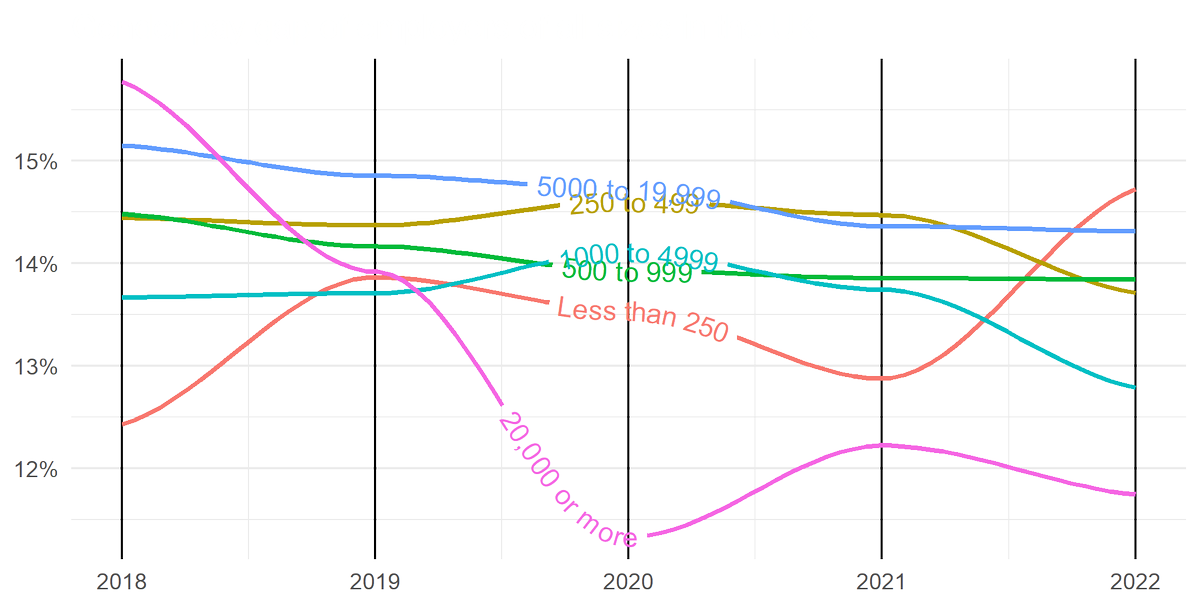 15%
14%
13%
12%
5000 to 19,999
250 to 499
1000 to 4999
500 to 999
Less than 250
20,000 or more
2018 2019 2020 2021 2022